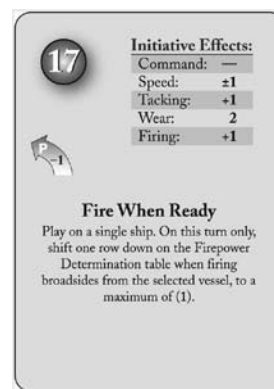 17
Initiative Effects:
Command: —
Speed: ±1
Tacking: +1
Wear: 2
Firing: +1
P
-1
Fire When Ready
Play on a single ship. On this turn only,
shift one row down on the Firepower
Determination table when firing
broadsides from the selected vessel, to a
maximum of (1).